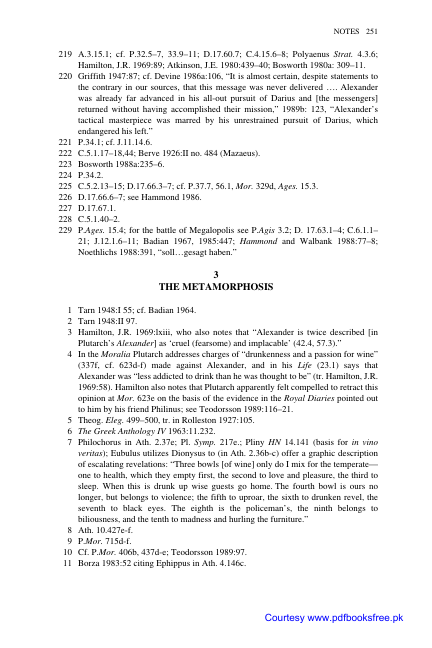 NOTES 251
219 A.3.15.1; cf. P.32.5–7, 33.9–11; D.17.60.7; C.4.15.6–8; Polyaenus Strat. 4.3.6;
Hamilton, J.R. 1969:89; Atkinson, J.E. 1980:439–40; Bosworth 1980a: 309–11.
220 Griffith 1947:87; cf. Devine 1986a:106, “It is almost certain, despite statements to
the contrary in our sources, that this message was never delivered …. Alexander
was already far advanced in his all-out pursuit of Darius and [the messengers]
returned without having accomplished their mission,” 1989b: 123, “Alexander’s
tactical masterpiece was marred by his unrestrained pursuit of Darius, which
endangered his left.”
221 P.34.1; cf. J.11.14.6.
222 C.5.1.17–18,44; Berve 1926:II no. 484 (Mazaeus).
223 Bosworth 1988a:235–6.
224 P.34.2.
225 C.5.2.13–15; D.17.66.3–7; cf. P.37.7, 56.1, Mor. 329d, Ages. 15.3.
226 D.17.66.6–7; see Hammond 1986.
227 D.17.67.1.
228 C.5.1.40–2.
229 P.Ages. 15.4; for the battle of Megalopolis see P.Agis 3.2; D. 17.63.1–4; C.6.1.1–
21; J.12.1.6–11; Badian 1967, 1985:447; Hammond and Walbank 1988:77–8;
Noethlichs 1988:391, “soll…gesagt haben.”
3
THE METAMORPHOSIS
1 Tarn 1948:I 55; cf. Badian 1964.
2 Tarn 1948:II 97.
3 Hamilton, J.R. 1969:lxiii, who also notes that “Alexander is twice described [in
Plutarch’s Alexander] as ‘cruel (fearsome) and implacable’ (42.4, 57.3).”
4 In the Moralia Plutarch addresses charges of “drunkenness and a passion for wine”
(337f, cf. 623d-f) made against Alexander, and in his Life (23.1) says that
Alexander was “less addicted to drink than he was thought to be” (tr. Hamilton, J.R.
1969:58). Hamilton also notes that Plutarch apparently felt compelled to retract this
opinion at Mor. 623e on the basis of the evidence in the Royal Diaries pointed out
to him by his friend Philinus; see Teodorsson 1989:116–21.
5 Theog. Eleg. 499–500, tr. in Rolleston 1927:105.
6 The Greek Anthology IV 1963:11.232.
7 Philochorus in Ath. 2.37e; Pl. Symp. 217e.; Pliny HN 14.141 (basis for in vino
veritas); Eubulus utilizes Dionysus to (in Ath. 2.36b-c) offer a graphic description
of escalating revelations: “Three bowls [of wine] only do I mix for the temperate—
one to health, which they empty first, the second to love and pleasure, the third to
sleep. When this is drunk up wise guests go home. The fourth bowl is ours no
longer, but belongs to violence; the fifth to uproar, the sixth to drunken revel, the
seventh to black eyes. The eighth is the policeman’s, the ninth belongs to
biliousness, and the tenth to madness and hurling the furniture.”
8 Ath. 10.427e-f.
9 P.Mor. 715d-f.
10 Cf. P.Mor. 406b, 437d-e; Teodorsson 1989:97.
11 Borza 1983:52 citing Ephippus in Ath. 4.146c.
Courtesy www.pdfbooksfree.pk